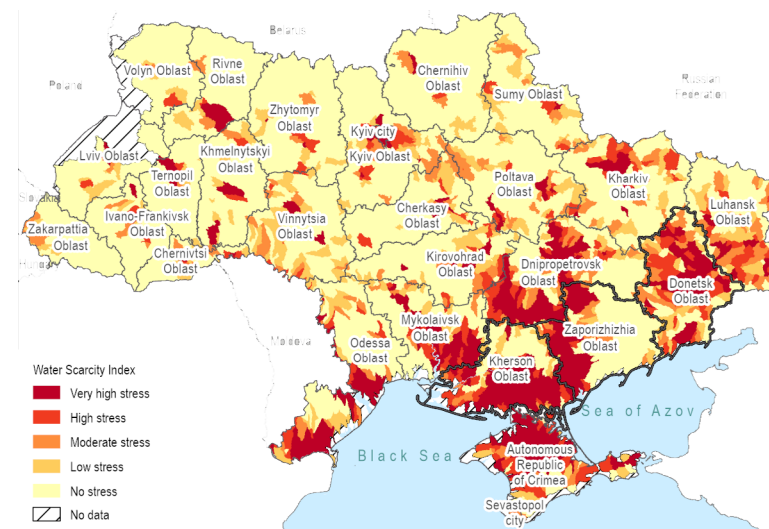 Belarus
Volyn Oblast
Rivne
Oblast
Chernihiv
Oblast
Poland
Russian
Federation
Zhytomyr
Oblast
Sumy Oblast
Kyiv city
Kyiv Oblast
Lviv Oblast
Khmelnytskyi
Oblast
Ternopil
Oblast
Poltava
Oblast
Kharkiv
Oblast
Luhansk
Oblast
Ivano-Frankivsk
Oblast
Vinnytsia
Oblast
Cherkasy
Oblast
Zakarpattia
Oblast
Chernivtsi
Oblast
Kirovohrad
Oblast
Dnipropetrovsk
Oblast
Donetsk
Oblast
Mykolaivsk
Oblast
Zaporizhizhia
Oblast
Odessa
Oblast
Kherson
Oblast
Sea of Azov
Black Sea
Autonomous
Republic
of Crimea
Sevastopol
city
Water Scarcity Index
Very high stress
High stress
Moderate stress
Low stress
No stress
No data